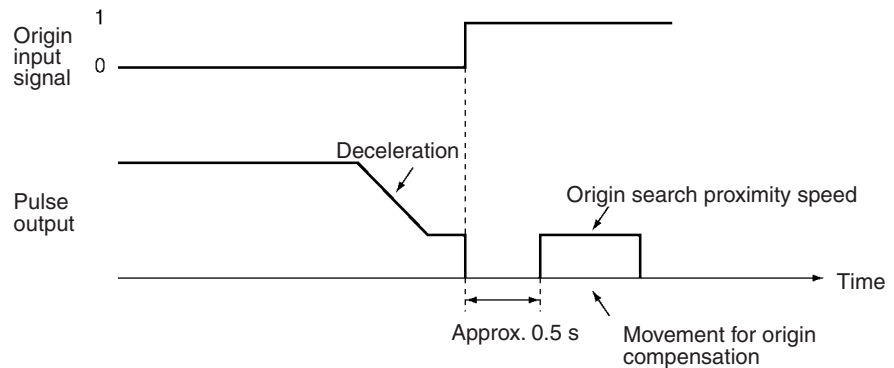 1
Origin
input
signal
0
Deceleration
Origin search proximity speed
Pulse
output
Time
Approx. 0.5 s
Movement for origin
compensation